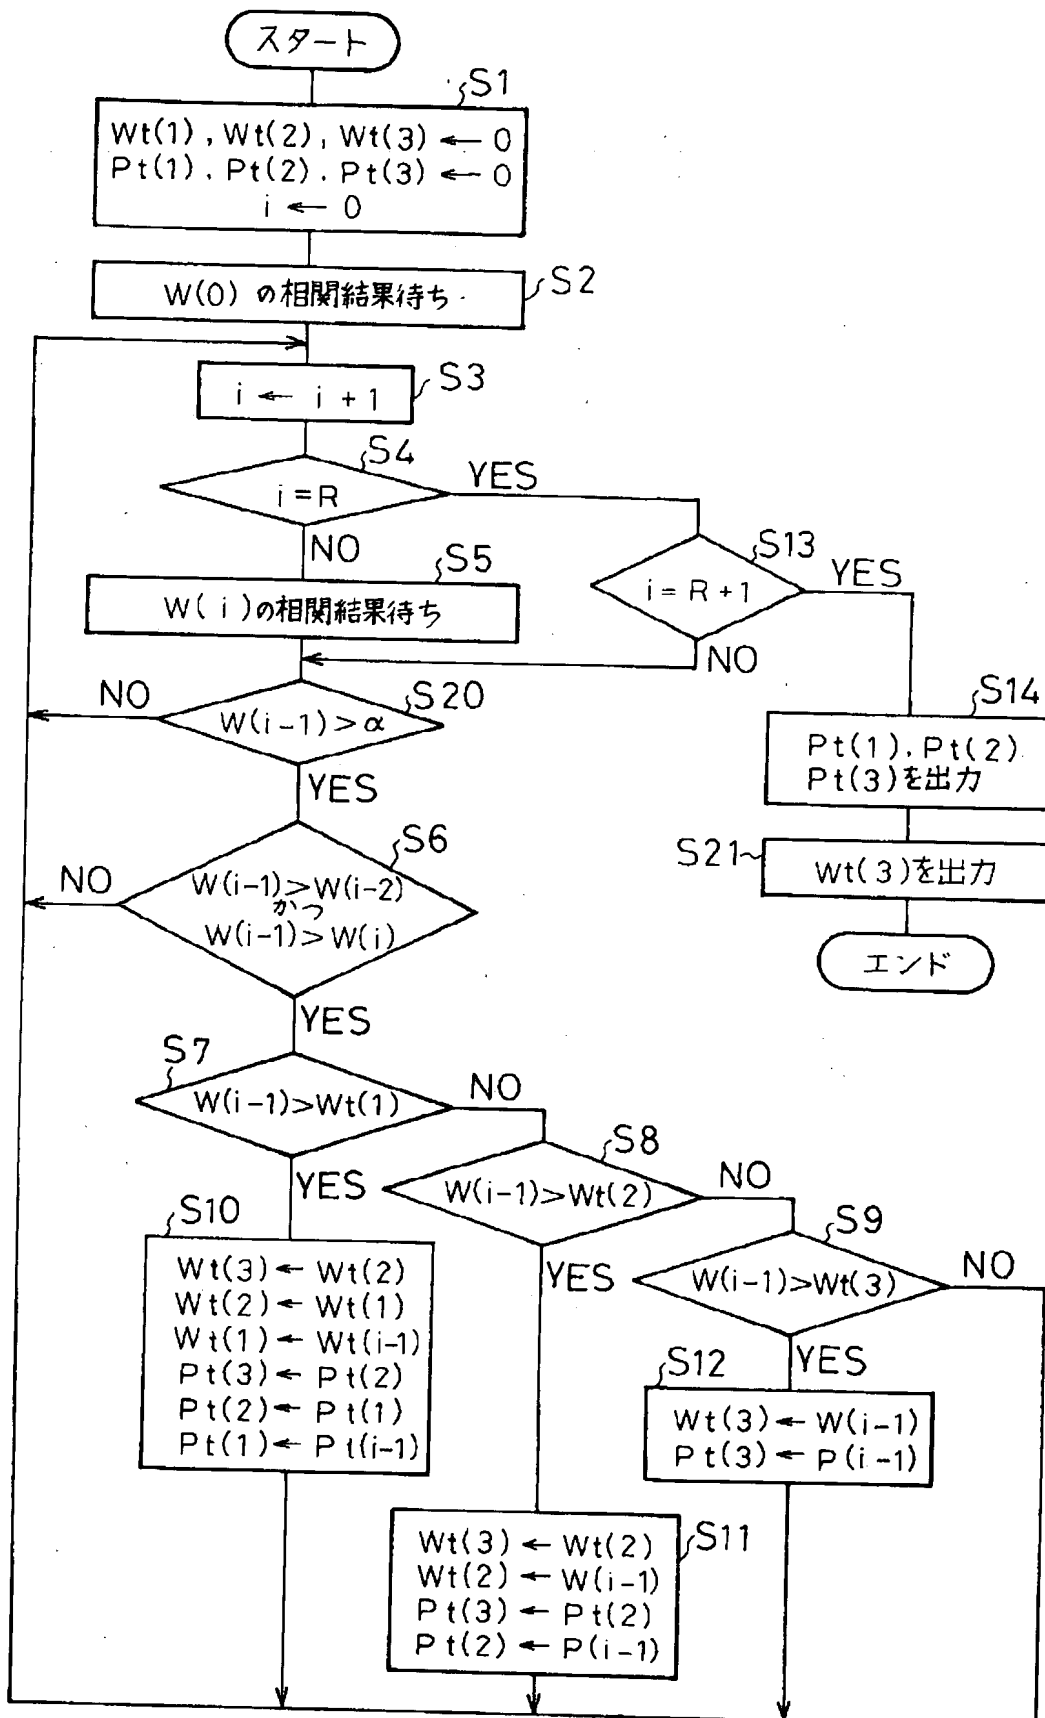 スタート
S1
Wt(1), Wt(2), Wt(3) ← 0
Pt(1), Pt(2), Pt(3) ← 0
i ← 0
S2
W(0) の相関結果待ち
S3
i ← i + 1
S4
i = R
YES
NO
S13
i = R + 1
YES
NO
S5
W( i )の相関結果待ち
S20
W(i-1) > α
NO
YES
S14
Pt(1), Pt(2)
Pt(3)を出力
S21
Wt(3)を出力
エンド
S6
W(i-1) > W(i-2)
かつ
W(i-1) > W(i)
NO
YES
S7
W(i-1) > Wt(1)
NO
YES
S8
W(i-1) > Wt(2)
NO
YES
S9
W(i-1) > Wt(3)
NO
YES
S10
Wt(3) ← Wt(2)
Wt(2) ← Wt(1)
Wt(1) ← Wt(i-1)
Pt(3) ← Pt(2)
Pt(2) ← Pt(1)
Pt(1) ← Pt(i-1)
S12
Wt(3) ← W(i-1)
Pt(3) ← P(i-1)
S11
Wt(3) ← Wt(2)
Wt(2) ← W(i-1)
Pt(3) ← Pt(2)
Pt(2) ← P(i-1)